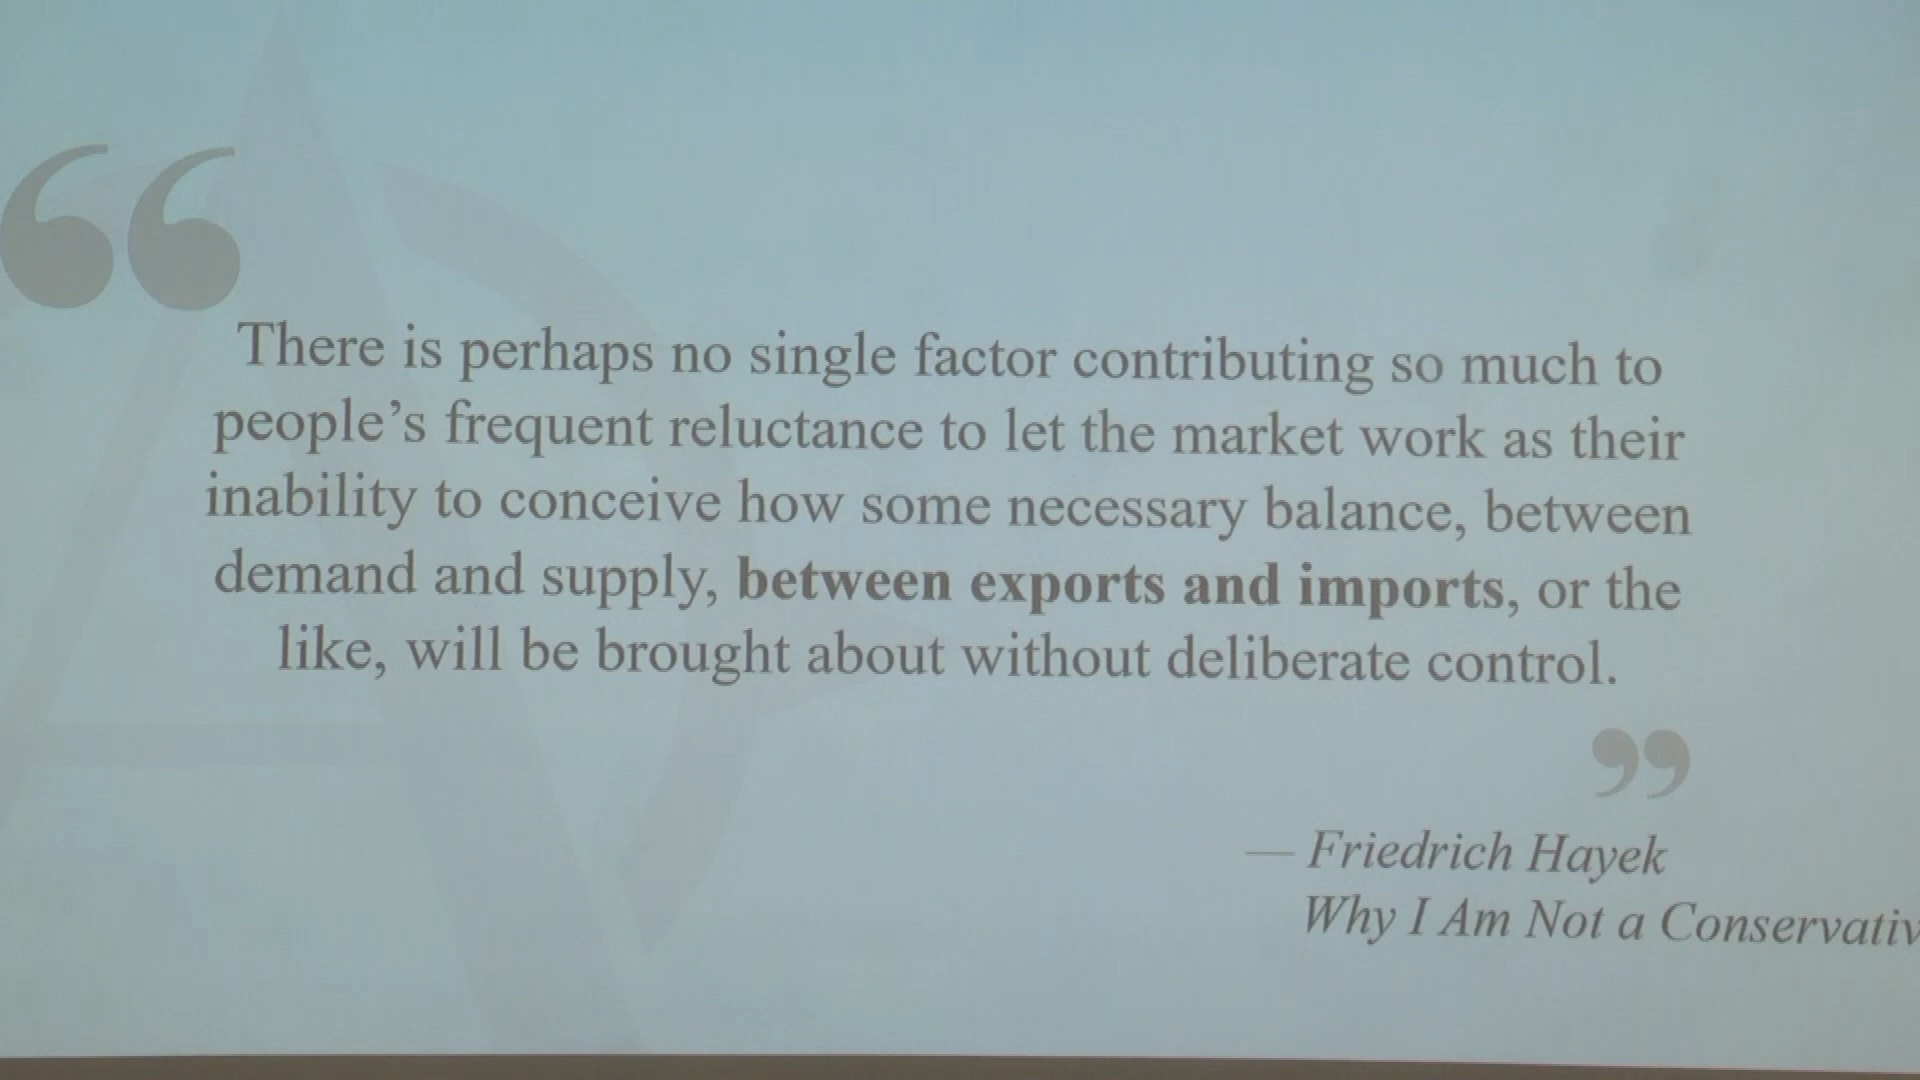 “
There is perhaps no single factor contributing so much to
people’s frequent reluctance to let the market work as their
inability to conceive how some necessary balance, between
demand and supply, between exports and imports, or the
like, will be brought about without deliberate control.
”
— Friedrich Hayek
Why I Am Not a Conservativ